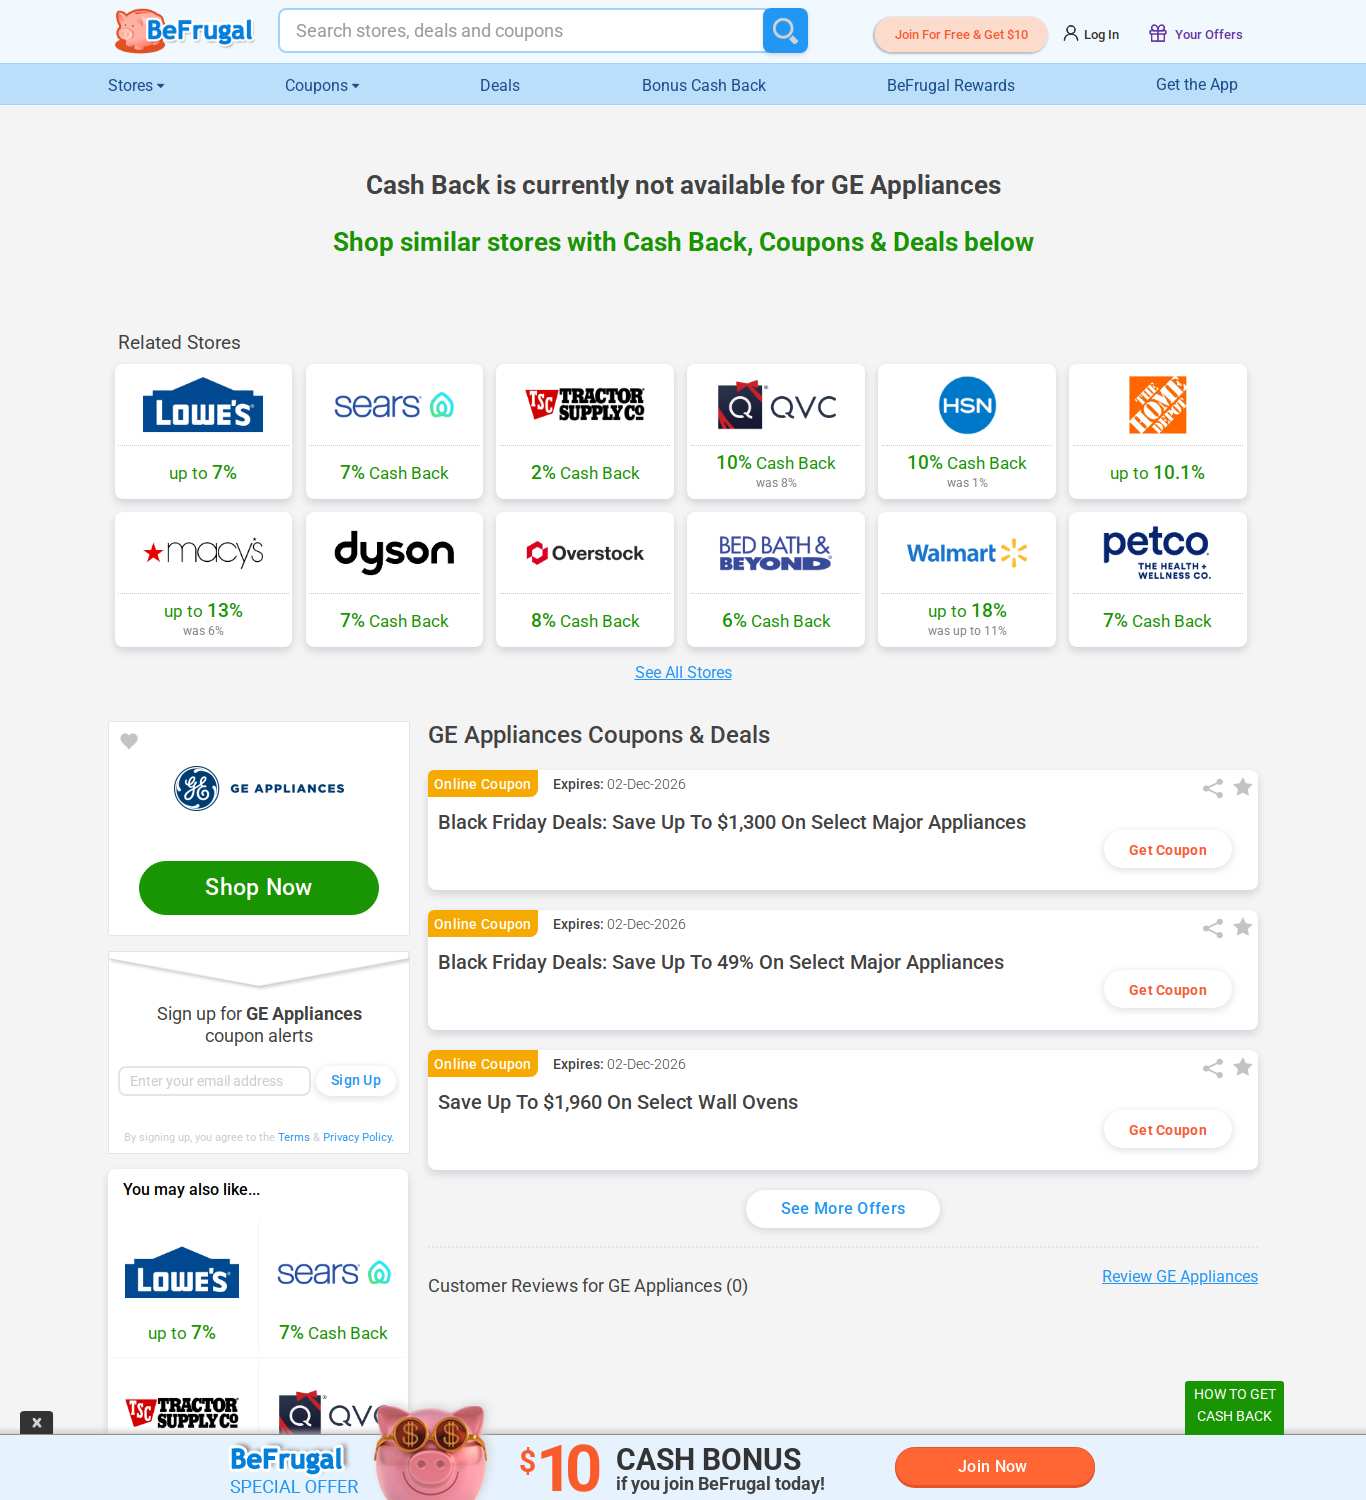 BeFrugal
Search stores, deals and coupons
Join For Free & Get $10
Log In
Your Offers
Stores
Coupons
Deals
Bonus Cash Back
BeFrugal Rewards
Get the App
Cash Back is currently not available for GE Appliances
Shop similar stores with Cash Back, Coupons & Deals below
Related Stores
LOWE'S
sears
TSC TRACTOR SUPPLY CO
Q QVC
HSN
THE HOME DEPOT
up to 7%
7% Cash Back
2% Cash Back
10% Cash Back
was 8%
10% Cash Back
was 1%
up to 10.1%
macy's
dyson
Overstock
BED BATH &
BEYOND
Walmart
petco
THE HEALTH +
WELLNESS CO.
up to 13%
was 6%
7% Cash Back
8% Cash Back
6% Cash Back
up to 18%
was up to 11%
7% Cash Back
See All Stores
GE APPLIANCES
Shop Now
Sign up for GE Appliances
coupon alerts
Enter your email address
Sign Up
By signing up, you agree to the Terms & Privacy Policy.
You may also like...
LOWE'S
sears
up to 7%
7% Cash Back
TSC TRACTOR SUPPLY CO
Q QVC
GE Appliances Coupons & Deals
Online Coupon
Expires: 02-Dec-2026
Black Friday Deals: Save Up To $1,300 On Select Major Appliances
Get Coupon
Online Coupon
Expires: 02-Dec-2026
Black Friday Deals: Save Up To 49% On Select Major Appliances
Get Coupon
Online Coupon
Expires: 02-Dec-2026
Save Up To $1,960 On Select Wall Ovens
Get Coupon
See More Offers
Customer Reviews for GE Appliances (0)
Review GE Appliances
HOW TO GET
CASH BACK
x
BeFrugal
SPECIAL OFFER
$10
CASH BONUS
if you join BeFrugal today!
Join Now